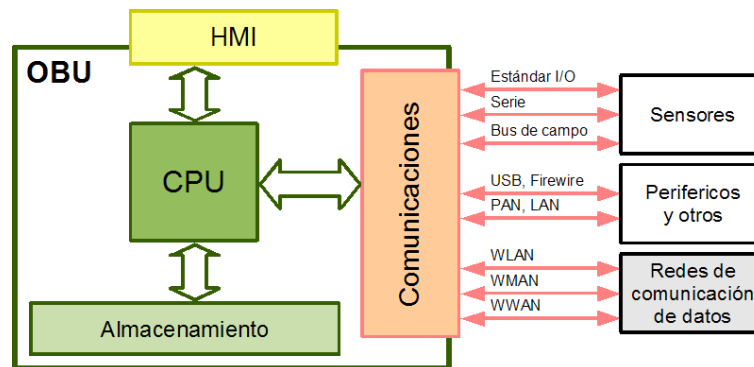 HMI
OBU
CPU
Almacenamiento
Comunicaciones
Estándar I/O
Serie
Bus de campo
Sensores
USB, Firewire
PAN, LAN
Perifericos
y otros
WLAN
WMAN
WWAN
Redes de
comunicación
de datos